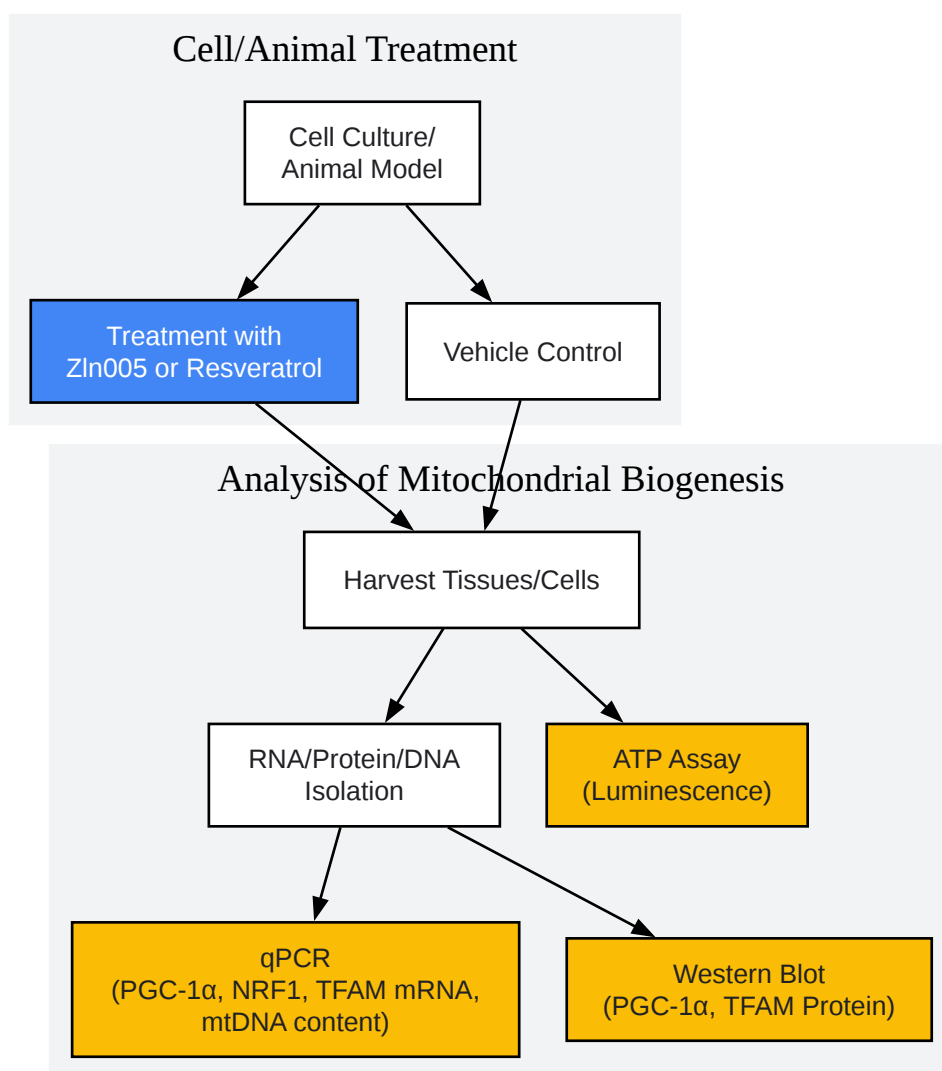 Cell/Animal Treatment
Cell Culture/
Animal Model
Treatment with
Zln005 or Resveratrol
Vehicle Control
Analysis of Mitochondrial Biogenesis
Harvest Tissues/Cells
RNA/Protein/DNA
Isolation
ATP Assay
(Luminescence)
qPCR
(PGC-1α, NRF1, TFAM mRNA,
mtDNA content)
Western Blot
(PGC-1α, TFAM Protein)